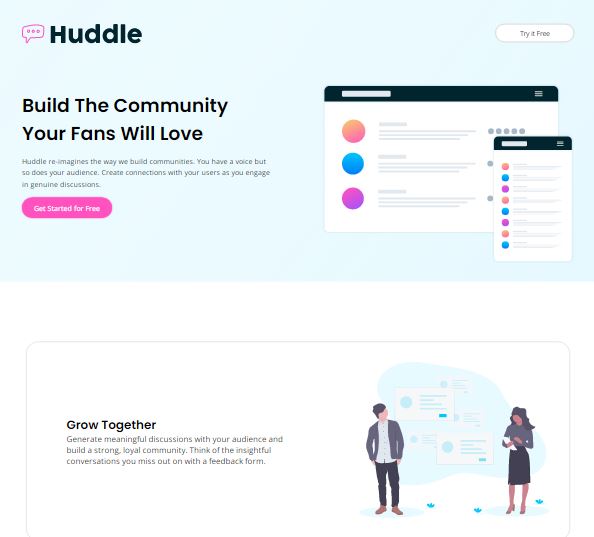 Huddle
Try it Free
Build The Community
Your Fans Will Love
Huddle re-imagines the way we build communities. You have a voice but
so does your audience. Create connections with your users as you engage
in genuine discussions.
Get Started for Free
Grow Together
Generate meaningful discussions with your audience and
build a strong, loyal community. Think of the insightful
conversations you miss out on with a feedback form.